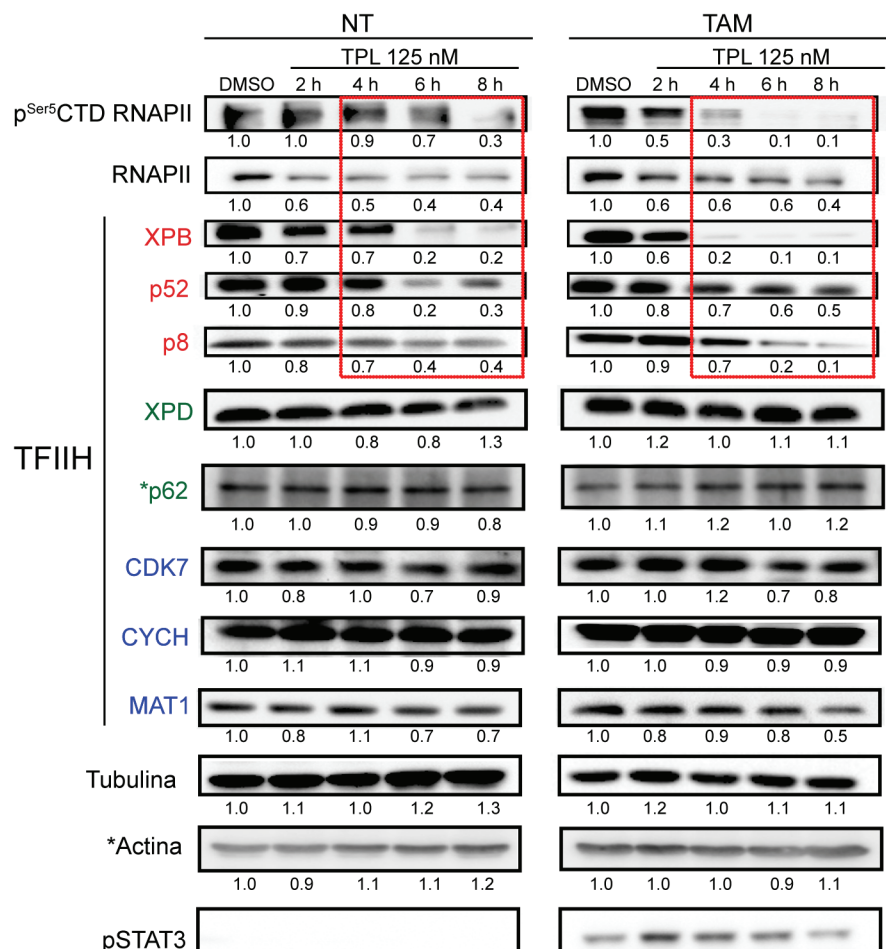 NT TAM
TPL 125 nM TPL 125 nM
DMSO 2 h 4 h 6 h 8 h DMSO 2 h 4 h 6 h 8 h
pSer5CTD RNAPII
1.0 1.0 0.9 0.7 0.3 1.0 0.5 0.3 0.1 0.1
RNAPII
1.0 0.6 0.5 0.4 0.4 1.0 0.6 0.6 0.6 0.4
XPB
1.0 0.7 0.7 0.2 0.2 1.0 0.6 0.2 0.1 0.1
p52
1.0 0.9 0.8 0.2 0.3 1.0 0.8 0.7 0.6 0.5
p8
1.0 0.8 0.7 0.4 0.4 1.0 0.9 0.7 0.2 0.1
XPD
1.0 1.0 0.8 0.8 1.3 1.0 1.2 1.0 1.1 1.1
TFIIH
*p62
1.0 1.0 0.9 0.9 0.8 1.0 1.1 1.2 1.0 1.2
CDK7
1.0 0.8 1.0 0.7 0.9 1.0 1.0 1.2 0.7 0.8
CYCH
1.0 1.1 1.1 0.9 0.9 1.0 1.0 0.9 0.9 0.9
MAT1
1.0 0.8 1.1 0.7 0.7 1.0 0.8 0.9 0.8 0.5
Tubulina
1.0 1.1 1.0 1.2 1.3 1.0 1.2 1.0 1.1 1.1
*Actina
1.0 0.9 1.1 1.1 1.2 1.0 1.0 1.0 0.9 1.1
pSTAT3